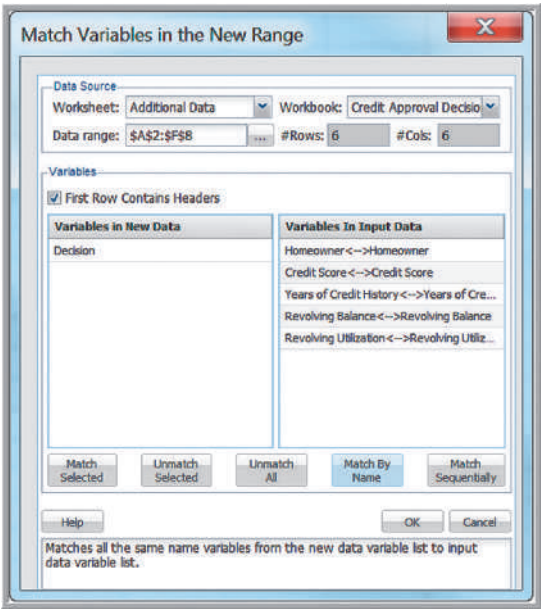 Match Variables in the New Range
X
Data Source
Worksheet: Additional Data Workbook: Credit Approval Decisio
Data range: $A$2:$F$8 ... #Rows: 6 #Cols: 6
Variables
First Row Contains Headers
Variables in New Data Variables In Input Data
Decision Homeowner<-->Homeowner
Credit Score<-->Credit Score
Years of Credit History<-->Years of Cre...
Revolving Balance<-->Revolving Balance
Revolving Utilization<-->Revolving Utiliz...
Match Unmatch Unmatch Match By Match
Selected Selected All Name Sequentially
Help OK Cancel
Matches all the same name variables from the new data variable list to input
data variable list.